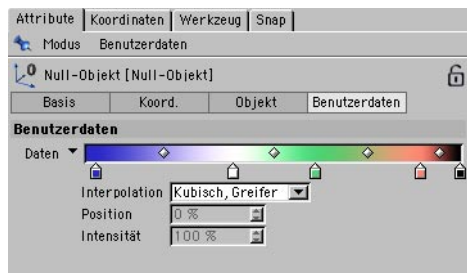 Attribute Koordinaten Werkzeug Snap
Modus Benutzerdaten
Null-Objekt [Null-Objekt]
Basis Koord. Objekt Benutzerdaten
Benutzerdaten
Daten
Interpolation Kubisch, Greifer
Position 0 %
Intensität 100 %